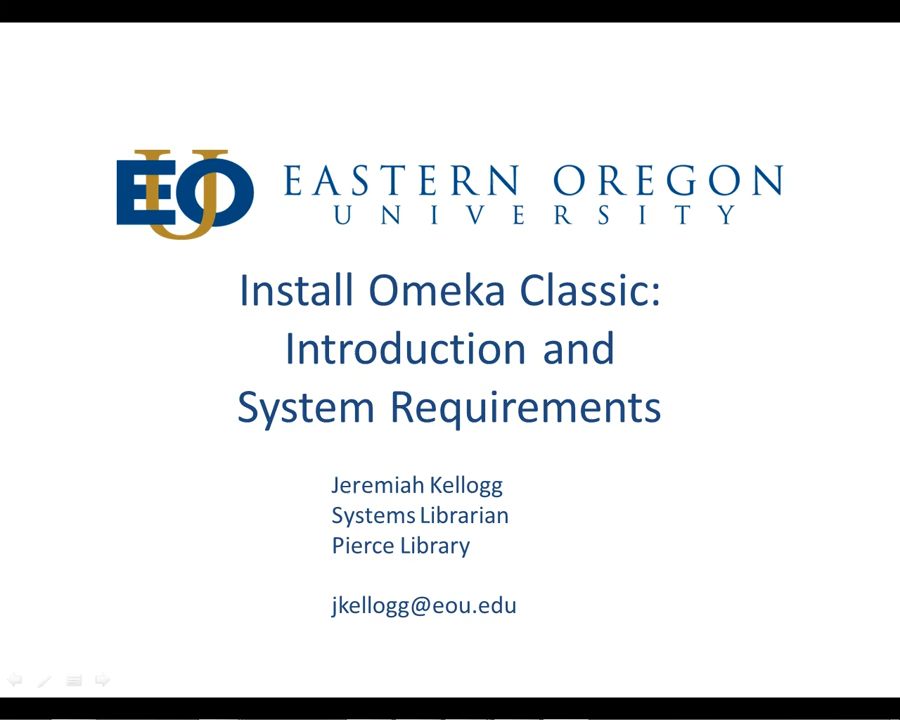 EOU EASTERN OREGON
UNIVERSITY
Install Omeka Classic:
Introduction and
System Requirements
Jeremiah Kellogg
Systems Librarian
Pierce Library
jkellogg@eou.edu